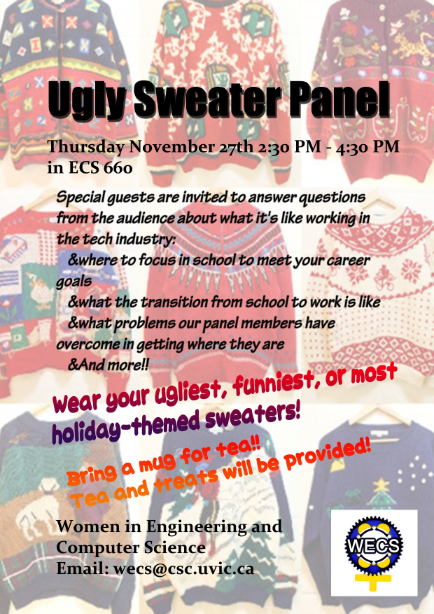 Ugly Sweater Panel
Thursday November 27th 2:30 PM - 4:30 PM
in ECS 660
Special guests are invited to answer questions
from the audience about what it's like working in
the tech industry:
&where to focus in school to meet your career
goals
&what the transition from school to work is like
&what problems our panel members have
overcome in getting where they are
&And more!!
Wear your ugliest, funniest, or most
holiday-themed sweaters!
Bring a mug for tea!!
Tea and treats will be provided!
Women in Engineering and
Computer Science
Email: wecs@csc.uvic.ca
WECS